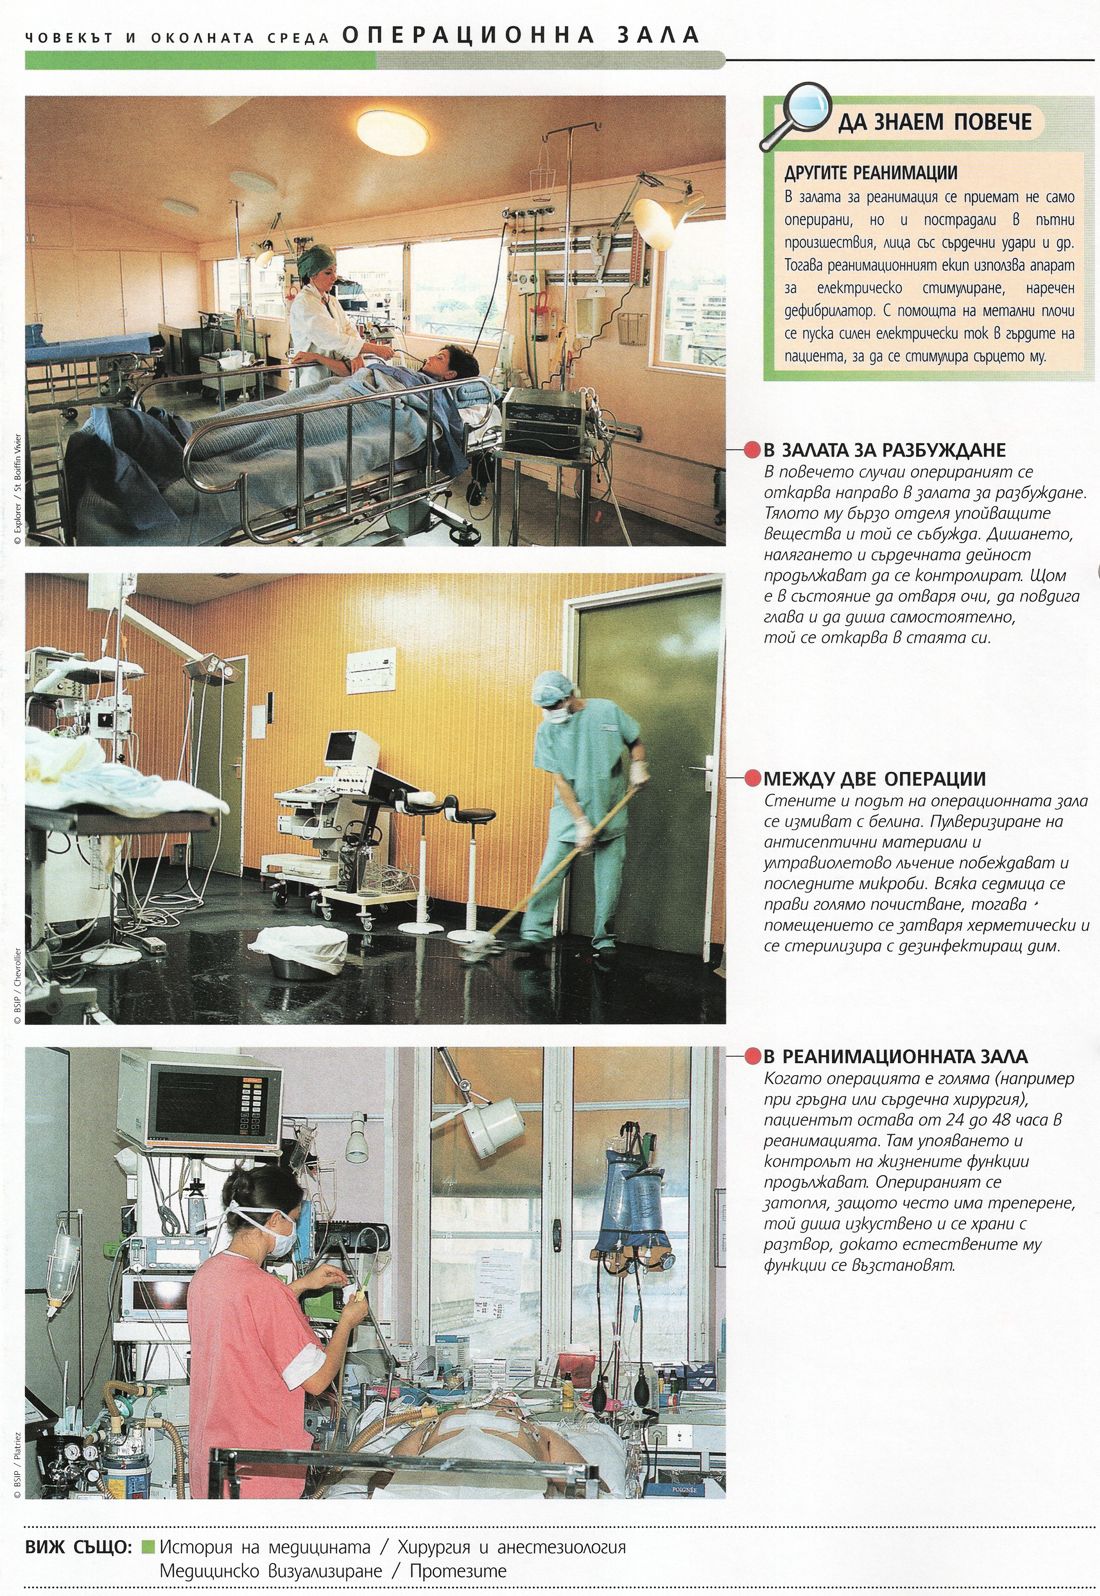 ЧОВЕКЪТ И ОКОЛНАТА СРЕДА ОПЕРАЦИОННА ЗАЛА
ДА ЗНАЕМ ПОВЕЧЕ
ДРУГИТЕ РЕАНИМАЦИИ
В залата за реанимация се приемат не само
оперирани, но и пострадали в пътни
произшествия, лица със сърдечни удари и др.
Тогава реанимационният екип използва апарат
за електрическо стимулиране, наречен
дефибрилатор. С помощта на метални плочи
се пуска силен електрически ток в гърдите на
пациента, за да се стимулира сърцето му.
© Explorer / St Boiffin Vivier
В ЗАЛАТА ЗА РАЗБУЖДАНЕ
В повечето случаи оперираният се
откарва направо в залата за разбуждане.
Тялото му бързо отделя упойващите
вещества и той се събужда. Дишането,
налягането и сърдечната дейност
продължават да се контролират. Щом
е в състояние да отваря очи, да повдига
глава и да диша самостоятелно,
той се откарва в стаята си.
© BSIP / Chevrollier
МЕЖДУ ДВЕ ОПЕРАЦИИ
Стените и подът на операционната зала
се измиват с белина. Пулверизиране на
антисептични материали и
ултравиолетово лъчение побеждават и
последните микроби. Всяка седмица се
прави голямо почистване, тогава
помещението се затваря херметически и
се стерилизира с дезинфектиращ дим.
© BSIP / Platriez
В РЕАНИМАЦИОННАТА ЗАЛА
Когато операцията е голяма (например
при гръдна или сърдечна хирургия),
пациентът остава от 24 до 48 часа в
реанимацията. Там упояването и
контролът на жизнените функции
продължават. Оперираният се
затопля, защото често има треперене,
той диша изкуствено и се храни с
разтвор, докато естествените му
функции се възстановят.
POIGNÉE
ВИЖ СЪЩО: История на медицината / Хирургия и анестезиология
Медицинско визуализиране / Протезите